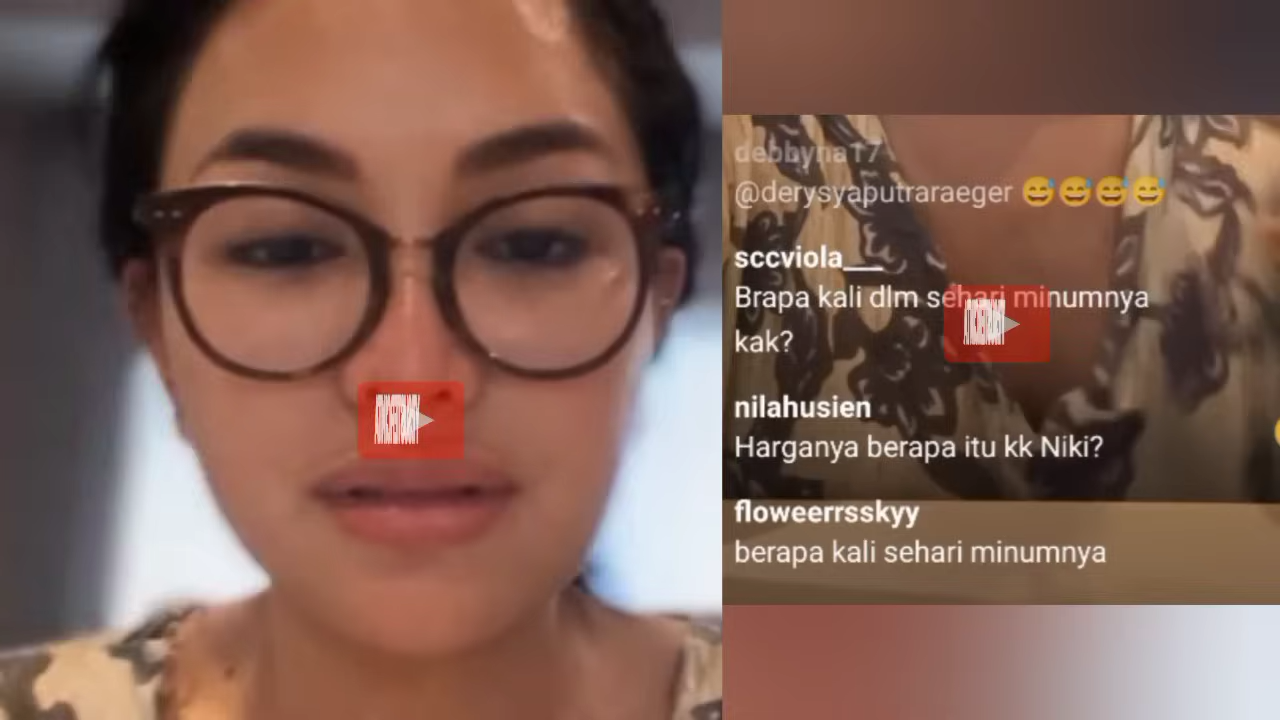 debbyna17
@derysyaputraraeger 😅😅😅😅
sccviola___
Brapa kali dlm sehari minumnya
kak?
nilahusien
Harganya berapa itu kk Niki?
floweerrsskyy
berapa kali sehari minumnya